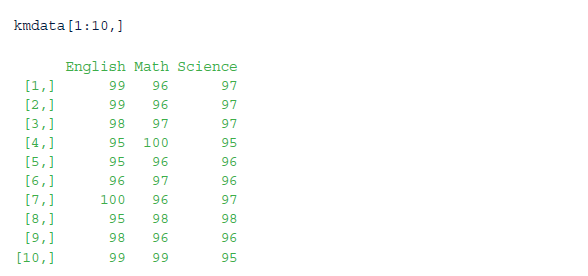 kmdata[1:10,]
English Math Science
[1,] 99 96 97
[2,] 99 96 97
[3,] 98 97 97
[4,] 95 100 95
[5,] 95 96 96
[6,] 96 97 96
[7,] 100 96 97
[8,] 95 98 98
[9,] 98 96 96
[10,] 99 99 95